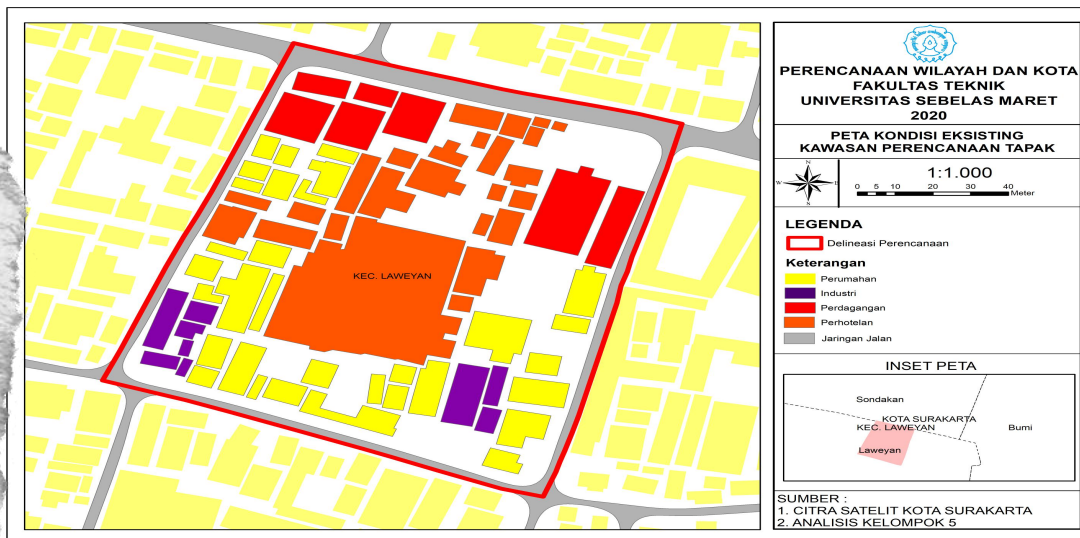 KEC. LAWEYAN
PERENCANAAN WILAYAH DAN KOTA
FAKULTAS TEKNIK
UNIVERSITAS SEBELAS MARET
2020
PETA KONDISI EKSISTING
KAWASAN PERENCANAAN TAPAK
N
W
E
S
1:1.000
0 5 10 20 30 40
Meter
LEGENDA
Delineasi Perencanaan
Keterangan
Perumahan
Industri
Perdagangan
Perhotelan
Jaringan Jalan
INSET PETA
Sondakan
KOTA SURAKARTA
KEC. LAWEYAN
Bumi
Laweyan
SUMBER :
1. CITRA SATELIT KOTA SURAKARTA
2. ANALISIS KELOMPOK 5